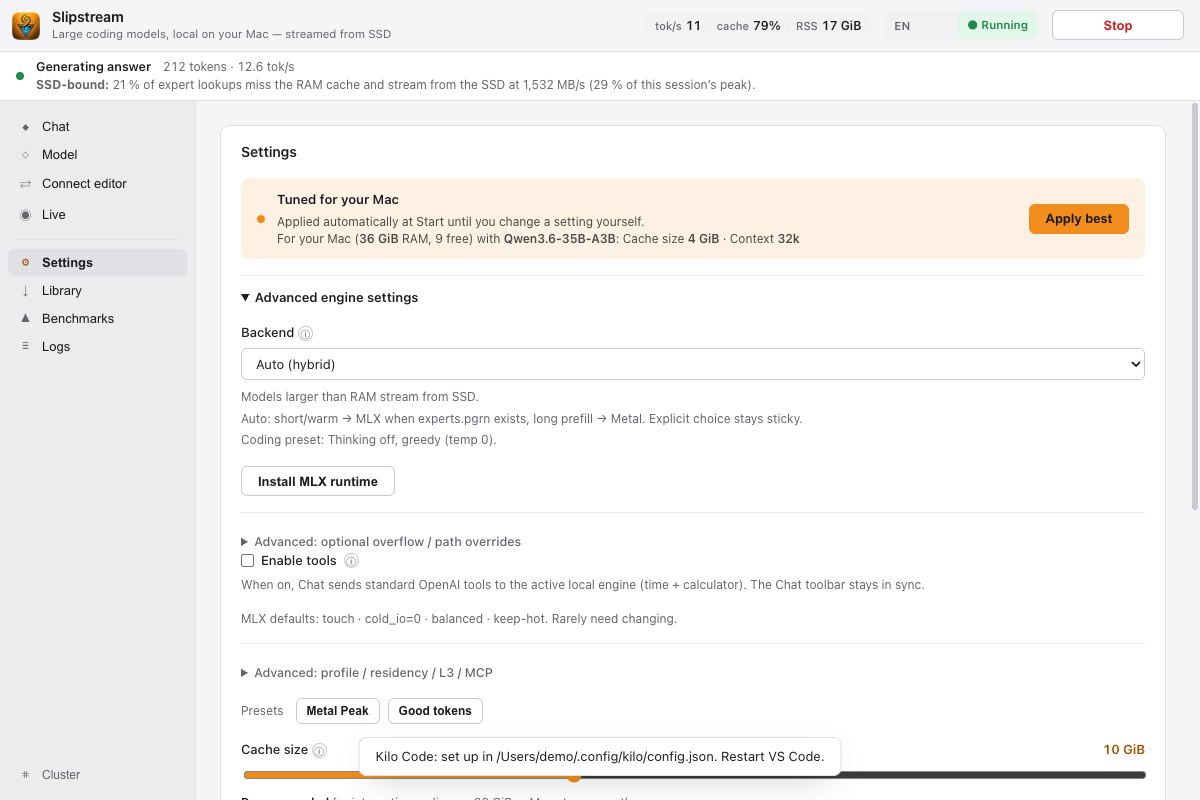 Slipstream
Large coding models, local on your Mac — streamed from SSD
tok/s 11 · cache 79% · RSS 17 GiB
EN
Running
Stop
Generating answer 212 tokens · 12.6 tok/s
SSD-bound: 21 % of expert lookups miss the RAM cache and stream from the SSD at 1,532 MB/s (29 % of this session's peak).
Chat
Model
Connect editor
Live
Settings
Library
Benchmarks
Logs
Cluster
Settings
Tuned for your Mac
Applied automatically at Start until you change a setting yourself.
For your Mac (36 GiB RAM, 9 free) with Qwen3.6-35B-A3B: Cache size 4 GiB · Context 32k
Apply best
Advanced engine settings
Backend
Auto (hybrid)
Models larger than RAM stream from SSD.
Auto: short/warm → MLX when experts.pgrn exists, long prefill → Metal. Explicit choice stays sticky.
Coding preset: Thinking off, greedy (temp 0).
Install MLX runtime
Advanced: optional overflow / path overrides
Enable tools
When on, Chat sends standard OpenAI tools to the active local engine (time + calculator). The Chat toolbar stays in sync.
MLX defaults: touch · cold_io=0 · balanced · keep-hot. Rarely need changing.
Advanced: profile / residency / L3 / MCP
Presets
Metal Peak
Good tokens
Cache size
10 GiB
Kilo Code: set up in /Users/demo/.config/kilo/config.json. Restart VS Code.